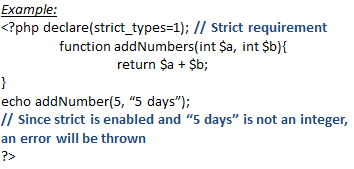 Example:
<?php declare(strict_types=1); // Strict requirement
function addNumbers(int $a, int $b){
return $a + $b;
}
echo addNumber(5, “5 days”);
// Since strict is enabled and “5 days” is not an integer,
an error will be thrown
?>